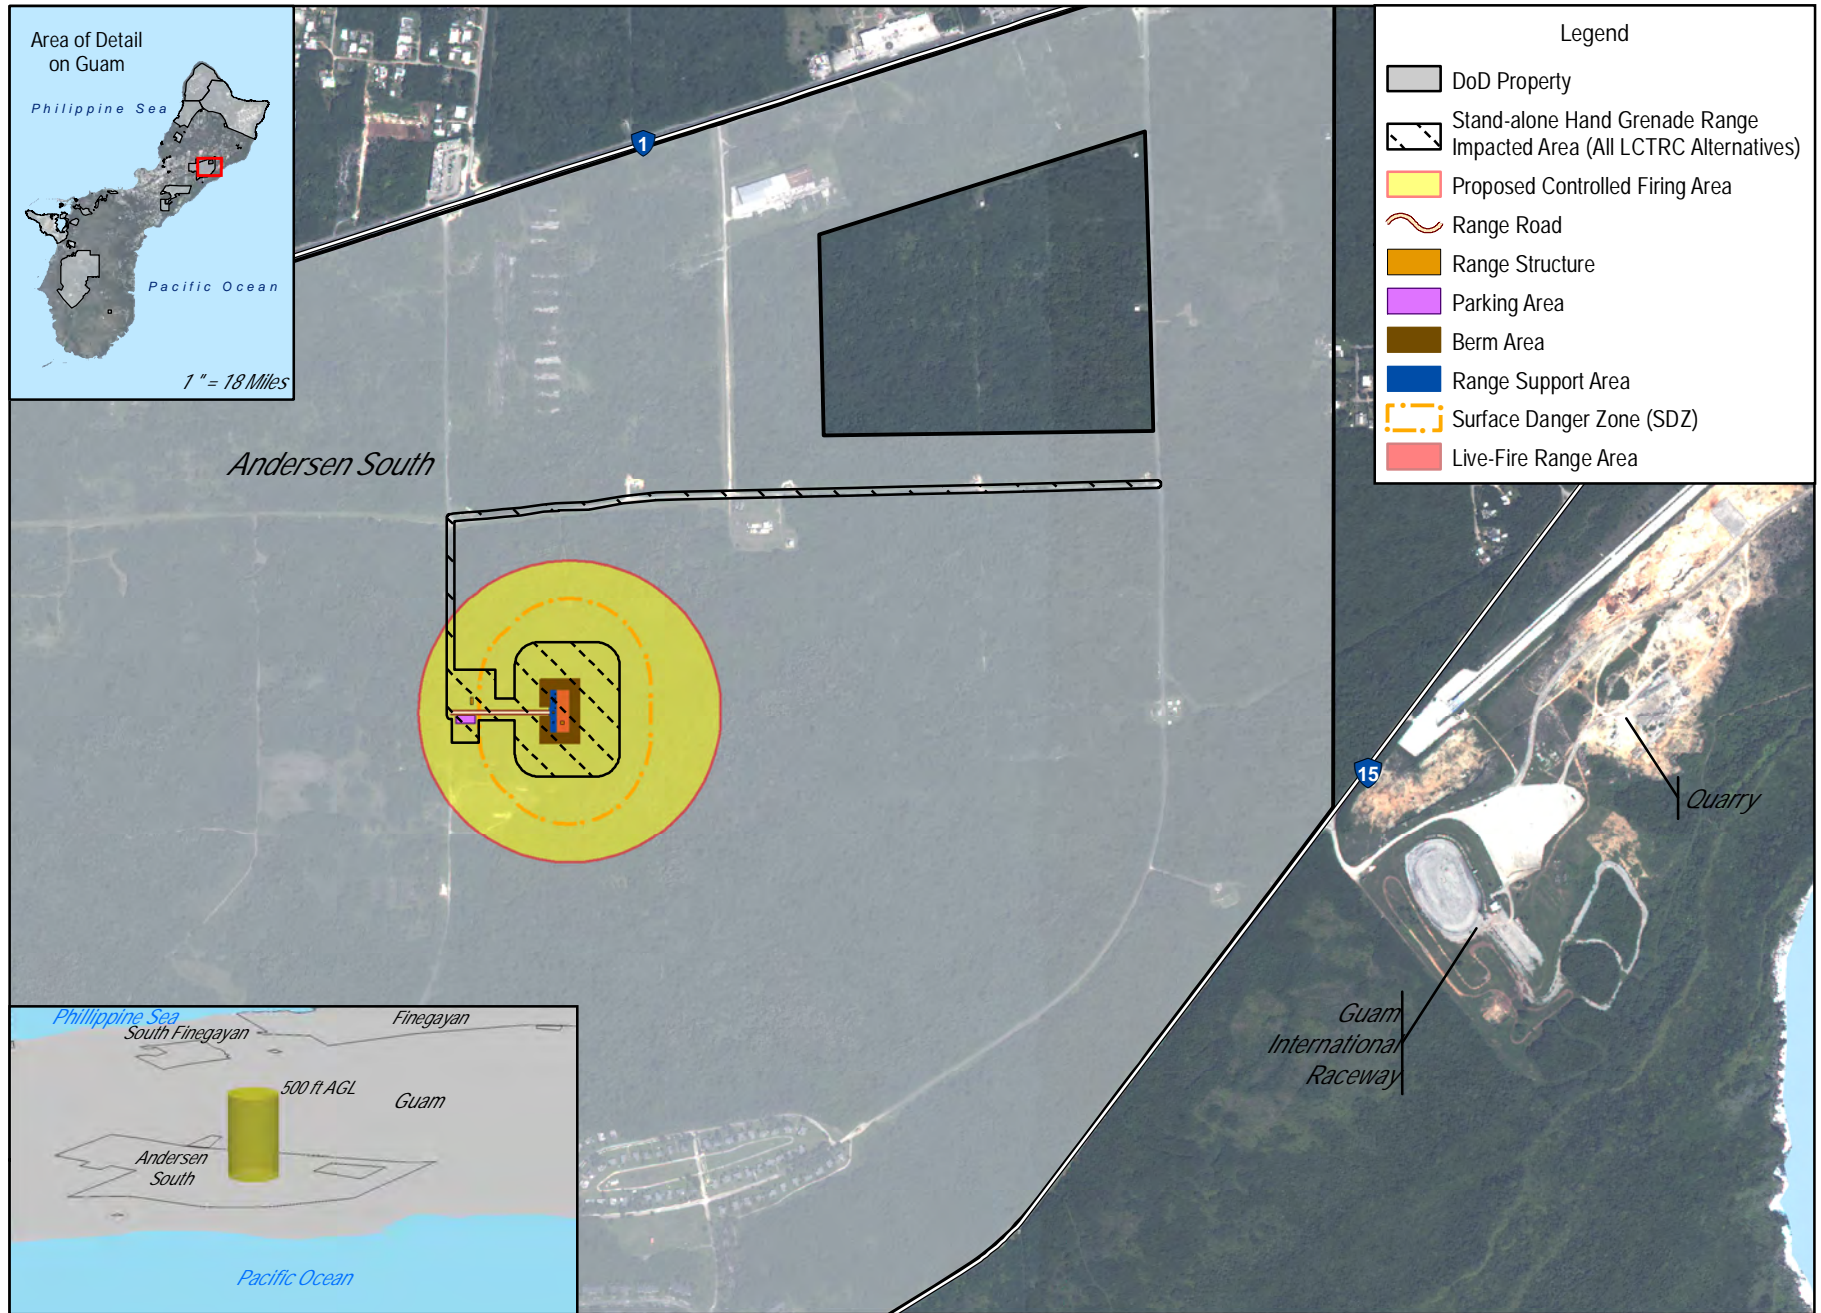 Area of Detail
on Guam
Philippine Sea
Pacific Ocean
1 " = 18 Miles
1
Legend
DoD Property
Stand-alone Hand Grenade Range
Impacted Area (All LCTRC Alternatives)
Proposed Controlled Firing Area
Range Road
Range Structure
Parking Area
Berm Area
Range Support Area
Surface Danger Zone (SDZ)
Live-Fire Range Area
Andersen South
15
Quarry
Guam
International
Raceway
Phillippine Sea
South Finegayan
Finegayan
500 ft AGL
Guam
Andersen
South
Pacific Ocean